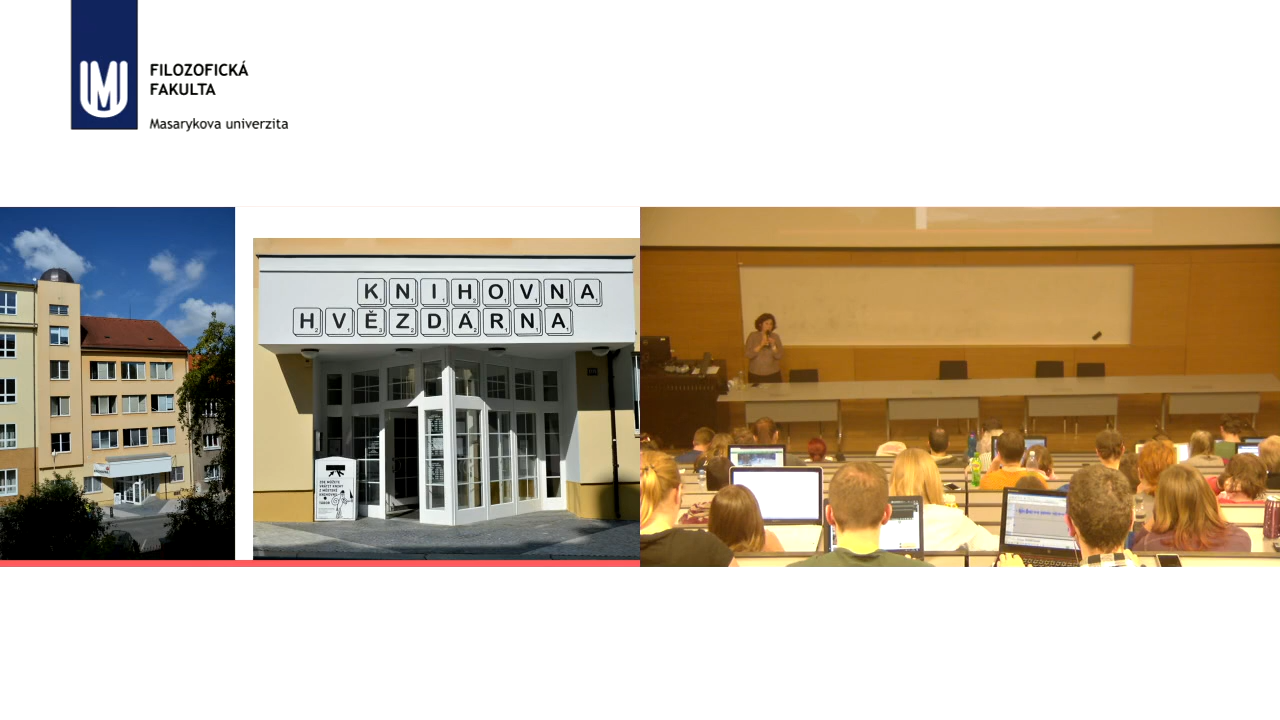 FILOZOFICKÁ
FAKULTA
Masarykova univerzita
KNIHOVNA
HVĚZDÁRNA